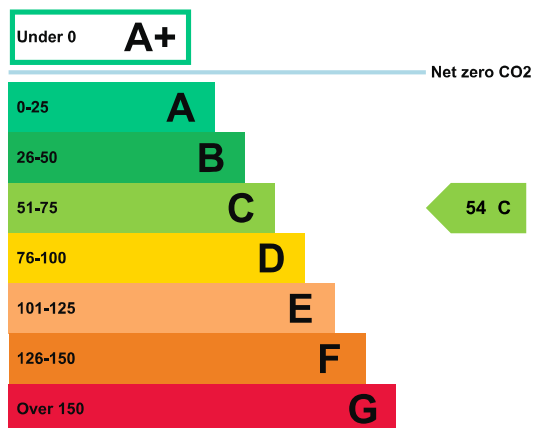 Under 0 A+
Net zero CO2
0-25 A
26-50 B
51-75 C
54 C
76-100 D
101-125 E
126-150 F
Over 150 G